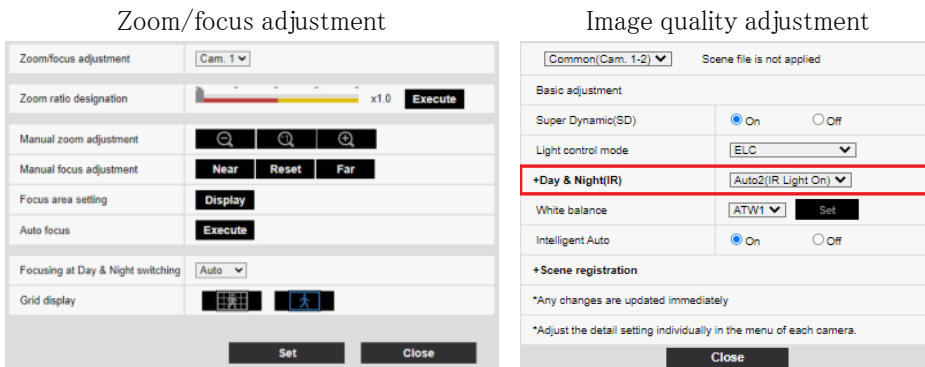 Zoom/focus adjustment
Zoom/focus adjustment Cam. 1
Zoom ratio designation x1.0 Execute
Manual zoom adjustment
Manual focus adjustment Near Reset Far
Focus area setting Display
Auto focus Execute
Focusing at Day & Night switching Auto
Grid display
Set Close
Image quality adjustment
Common(Cam. 1-2) Scene file is not applied
Basic adjustment
Super Dynamic(SD) On Off
Light control mode ELC
+Day & Night(IR) Auto2(IR Light On)
White balance ATW1 Set
Intelligent Auto On Off
+Scene registration
*Any changes are updated immediately
*Adjust the detail setting individually in the menu of each camera.
Close